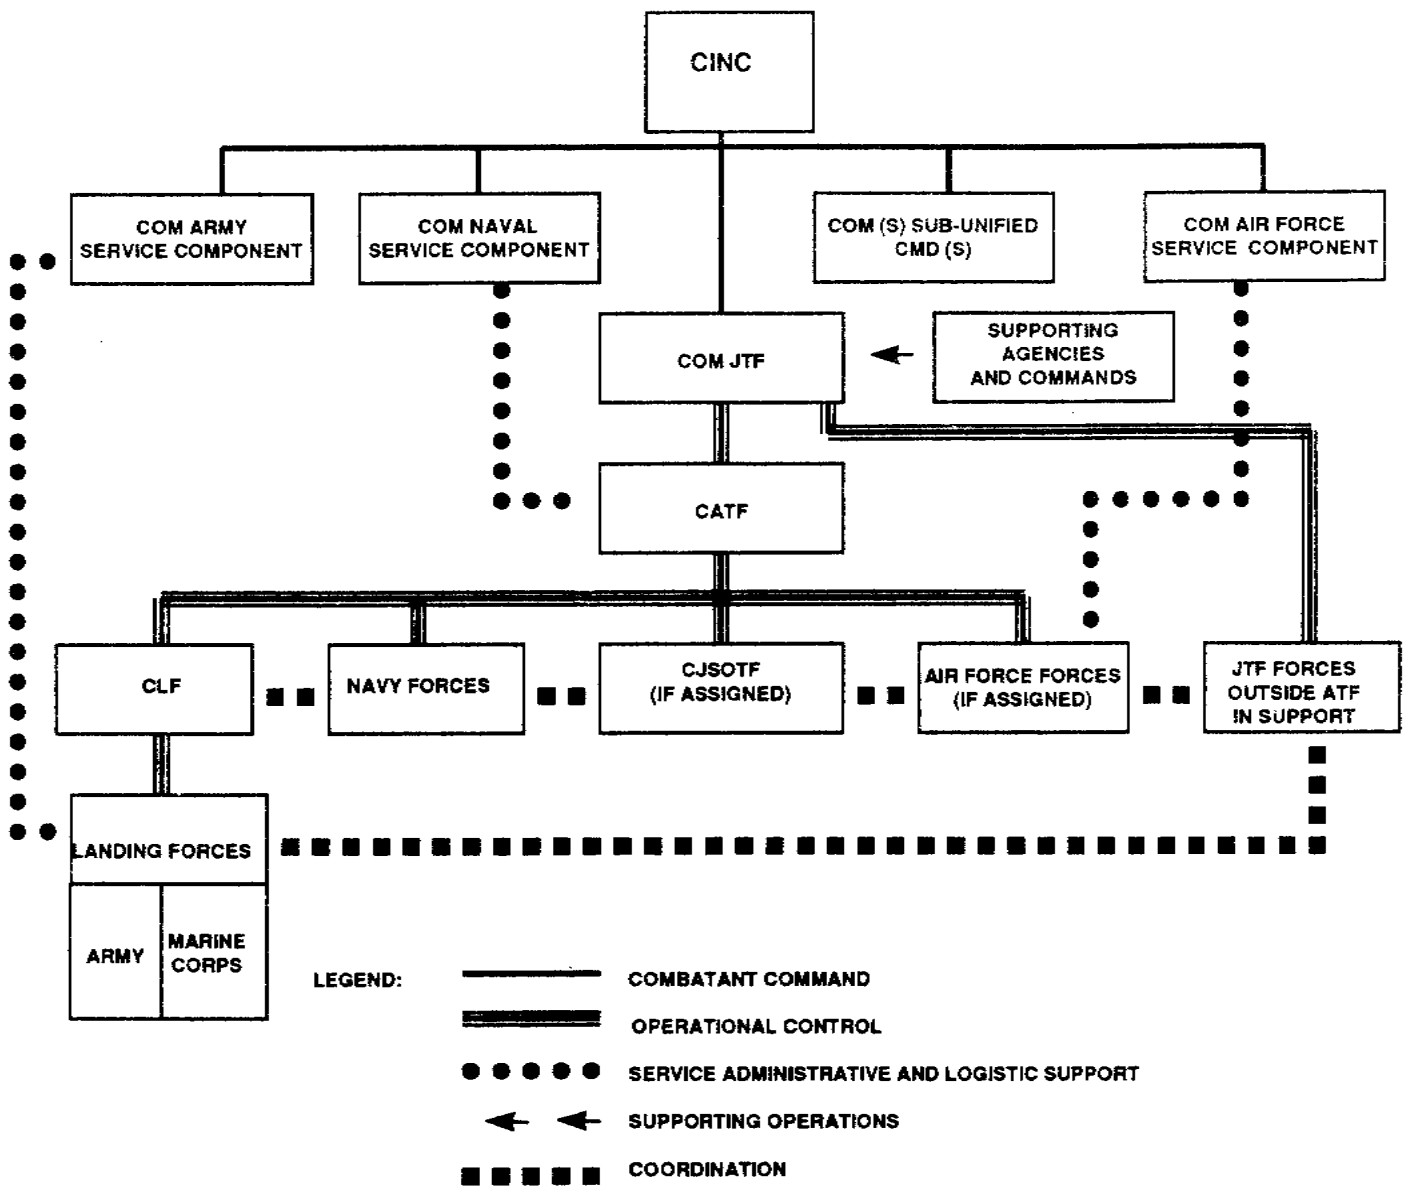 CINC
COM ARMY
SERVICE COMPONENT
COM NAVAL
SERVICE COMPONENT
COM (S) SUB-UNIFIED
CMD (S)
COM AIR FORCE
SERVICE COMPONENT
COM JTF
SUPPORTING
AGENCIES
AND COMMANDS
CATF
CLF
NAVY FORCES
CJSOTF
(IF ASSIGNED)
AIR FORCE FORCES
(IF ASSIGNED)
JTF FORCES
OUTSIDE ATF
IN SUPPORT
LANDING FORCES
ARMY
MARINE
CORPS
LEGEND:
COMBATANT COMMAND
OPERATIONAL CONTROL
SERVICE ADMINISTRATIVE AND LOGISTIC SUPPORT
SUPPORTING OPERATIONS
COORDINATION